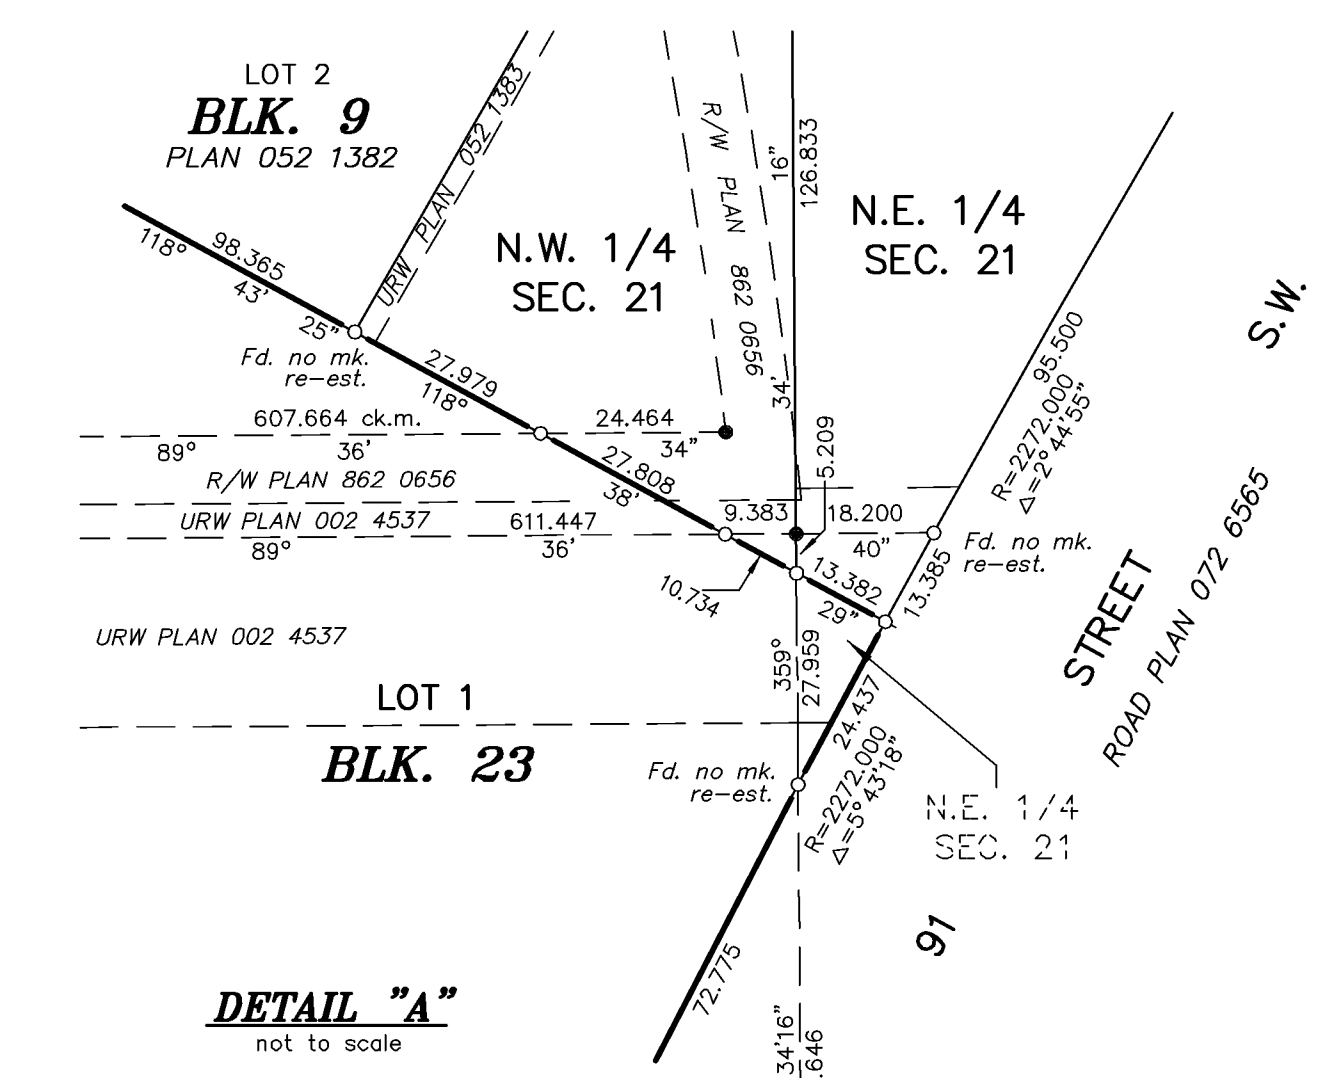 LOT 2
BLK. 9
PLAN 052 1382
URW PLAN 052 1383
R/W PLAN 862 0656
16"
126.833
34'
N.E. 1/4
SEC. 21
N.W. 1/4
SEC. 21
98.365
118° 43' 25"
Fd. no mk.
re-est.
27.979
118°
607.664 ck.m.
89° 36'
24.464
34"
R/W PLAN 862 0656
27.808
38'
5.209
95.500
R=2272.000
Δ=2°44'55"
S.W.
URW PLAN 002 4537
611.447
89° 36'
9.383
18.200
40"
Fd. no mk.
re-est.
10.734
13.382
29"
13.385
URW PLAN 002 4537
359°
27.959
STREET
ROAD PLAN 072 6565
LOT 1
BLK. 23
24.437
R=2272.000
Δ=5°43'18"
Fd. no mk.
re-est.
N.E. 1/4
SEC. 21
91
72.775
34'16"
.646
DETAIL "A"
not to scale